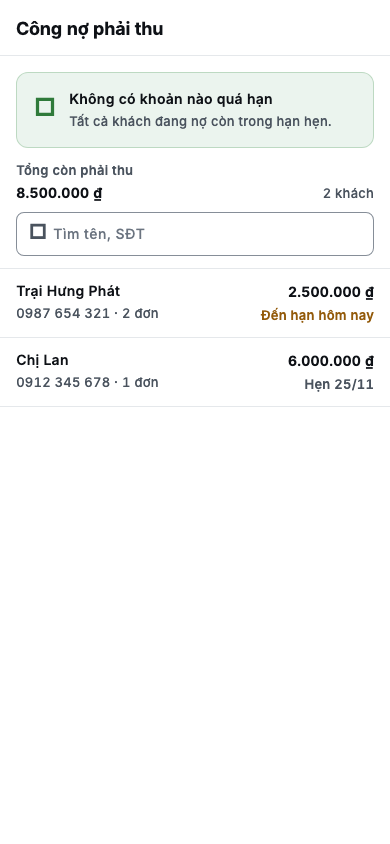 Công nợ phải thu
Không có khoản nào quá hạn
Tất cả khách đang nợ còn trong hạn hẹn.
Tổng còn phải thu
8.500.000 ₫
2 khách
Tìm tên, SĐT
Trại Hưng Phát
2.500.000 ₫
0987 654 321 · 2 đơn
Đến hạn hôm nay
Chị Lan
6.000.000 ₫
0912 345 678 · 1 đơn
Hẹn 25/11